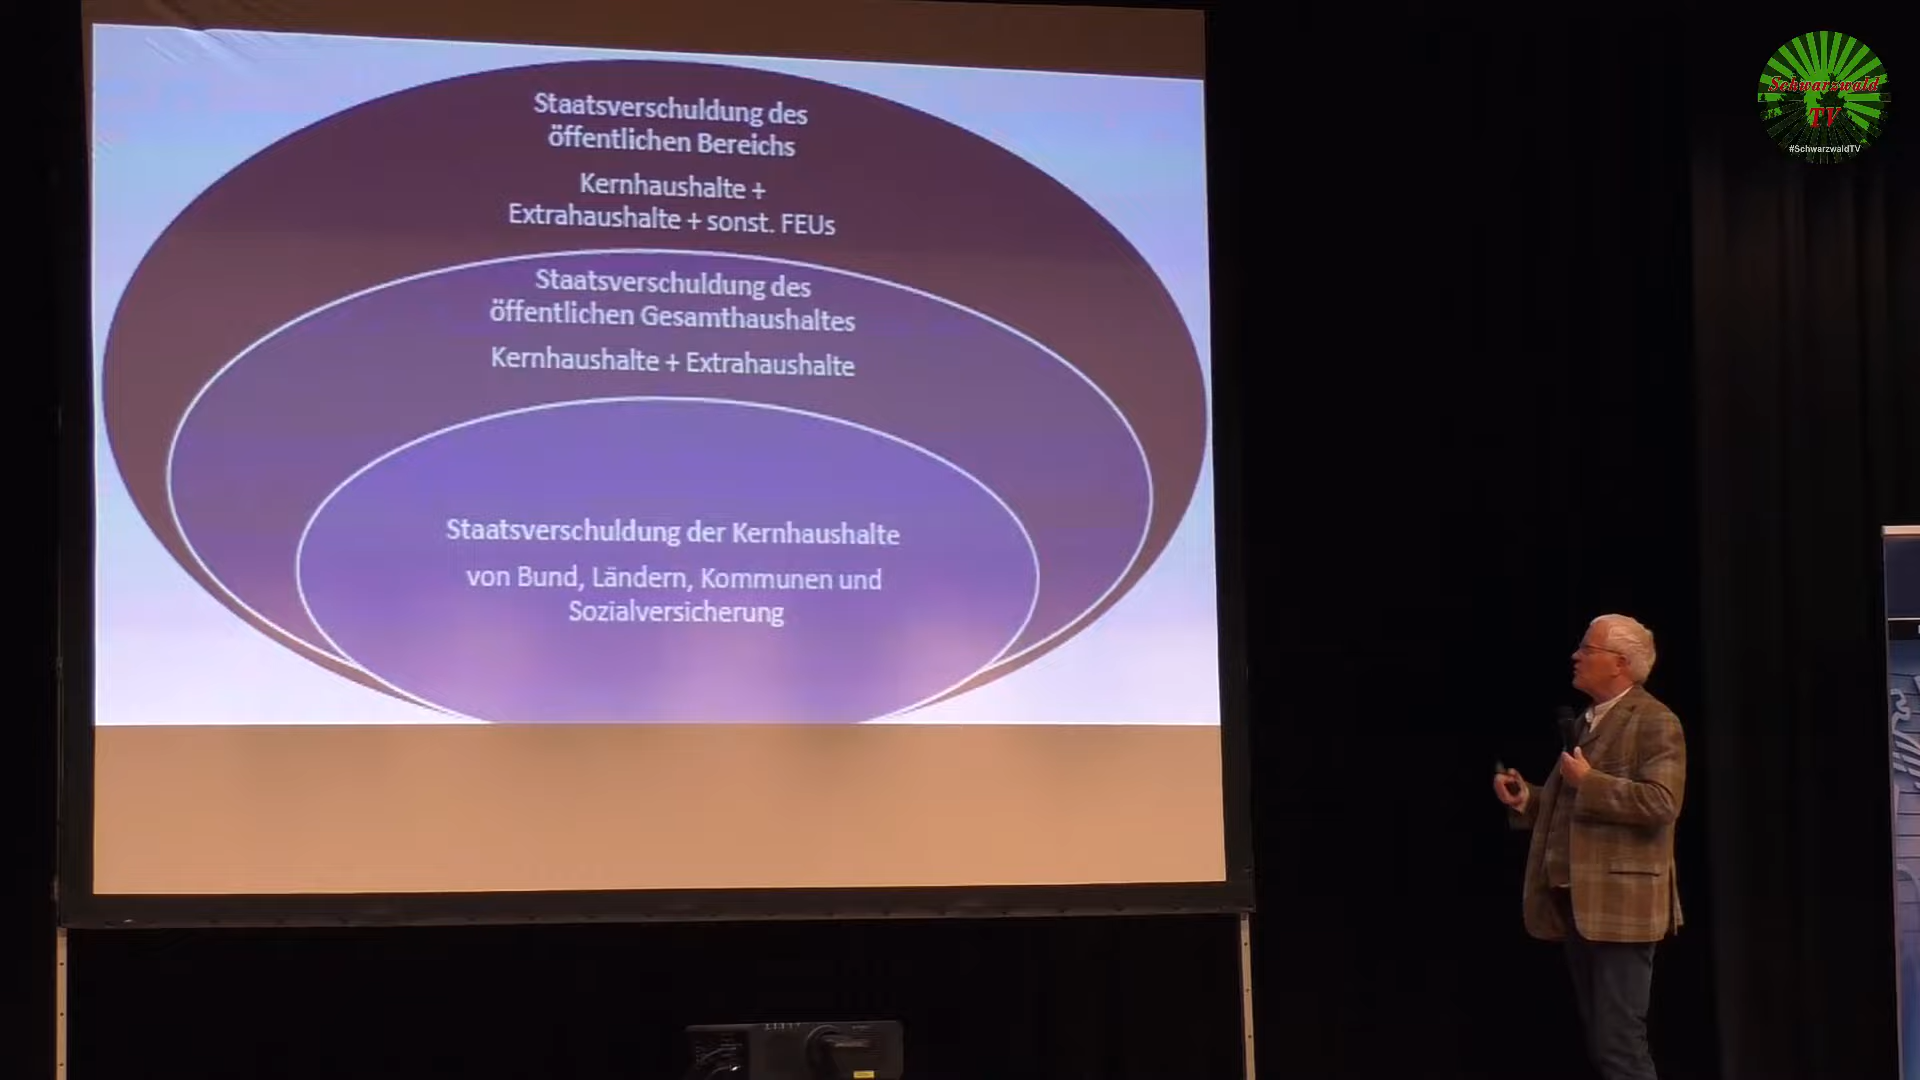 Staatsverschuldung des
öffentlichen Bereichs
Kernhaushalte +
Extrahaushalte + sonst. FEUs
Staatsverschuldung des
öffentlichen Gesamthaushaltes
Kernhaushalte + Extrahaushalte
Staatsverschuldung der Kernhaushalte
von Bund, Ländern, Kommunen und
Sozialversicherung
Schwarzwald
TV
#SchwarzwaldTV